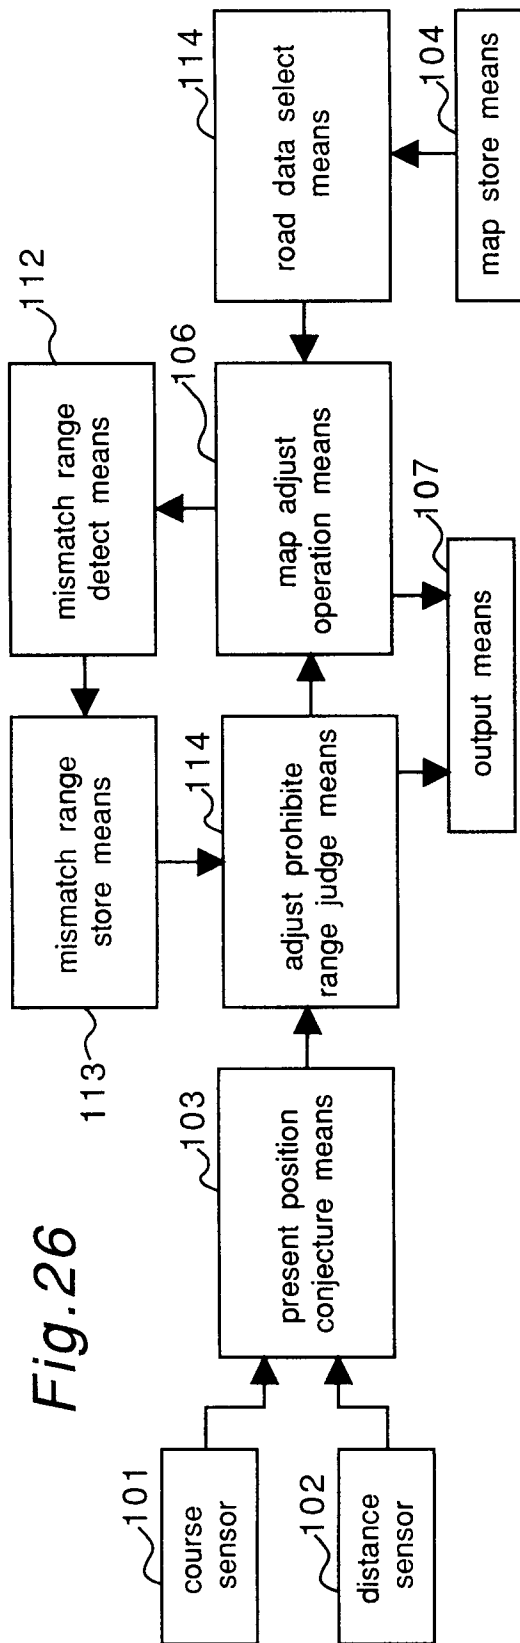 Fig.26
101
course
sensor
102
distance
sensor
103
present position
conjecture means
113
mismatch range
store means
114
adjust prohibite
range judge means
112
mismatch range
detect means
106
map adjust
operation means
107
output means
114
road data select
means
104
map store means